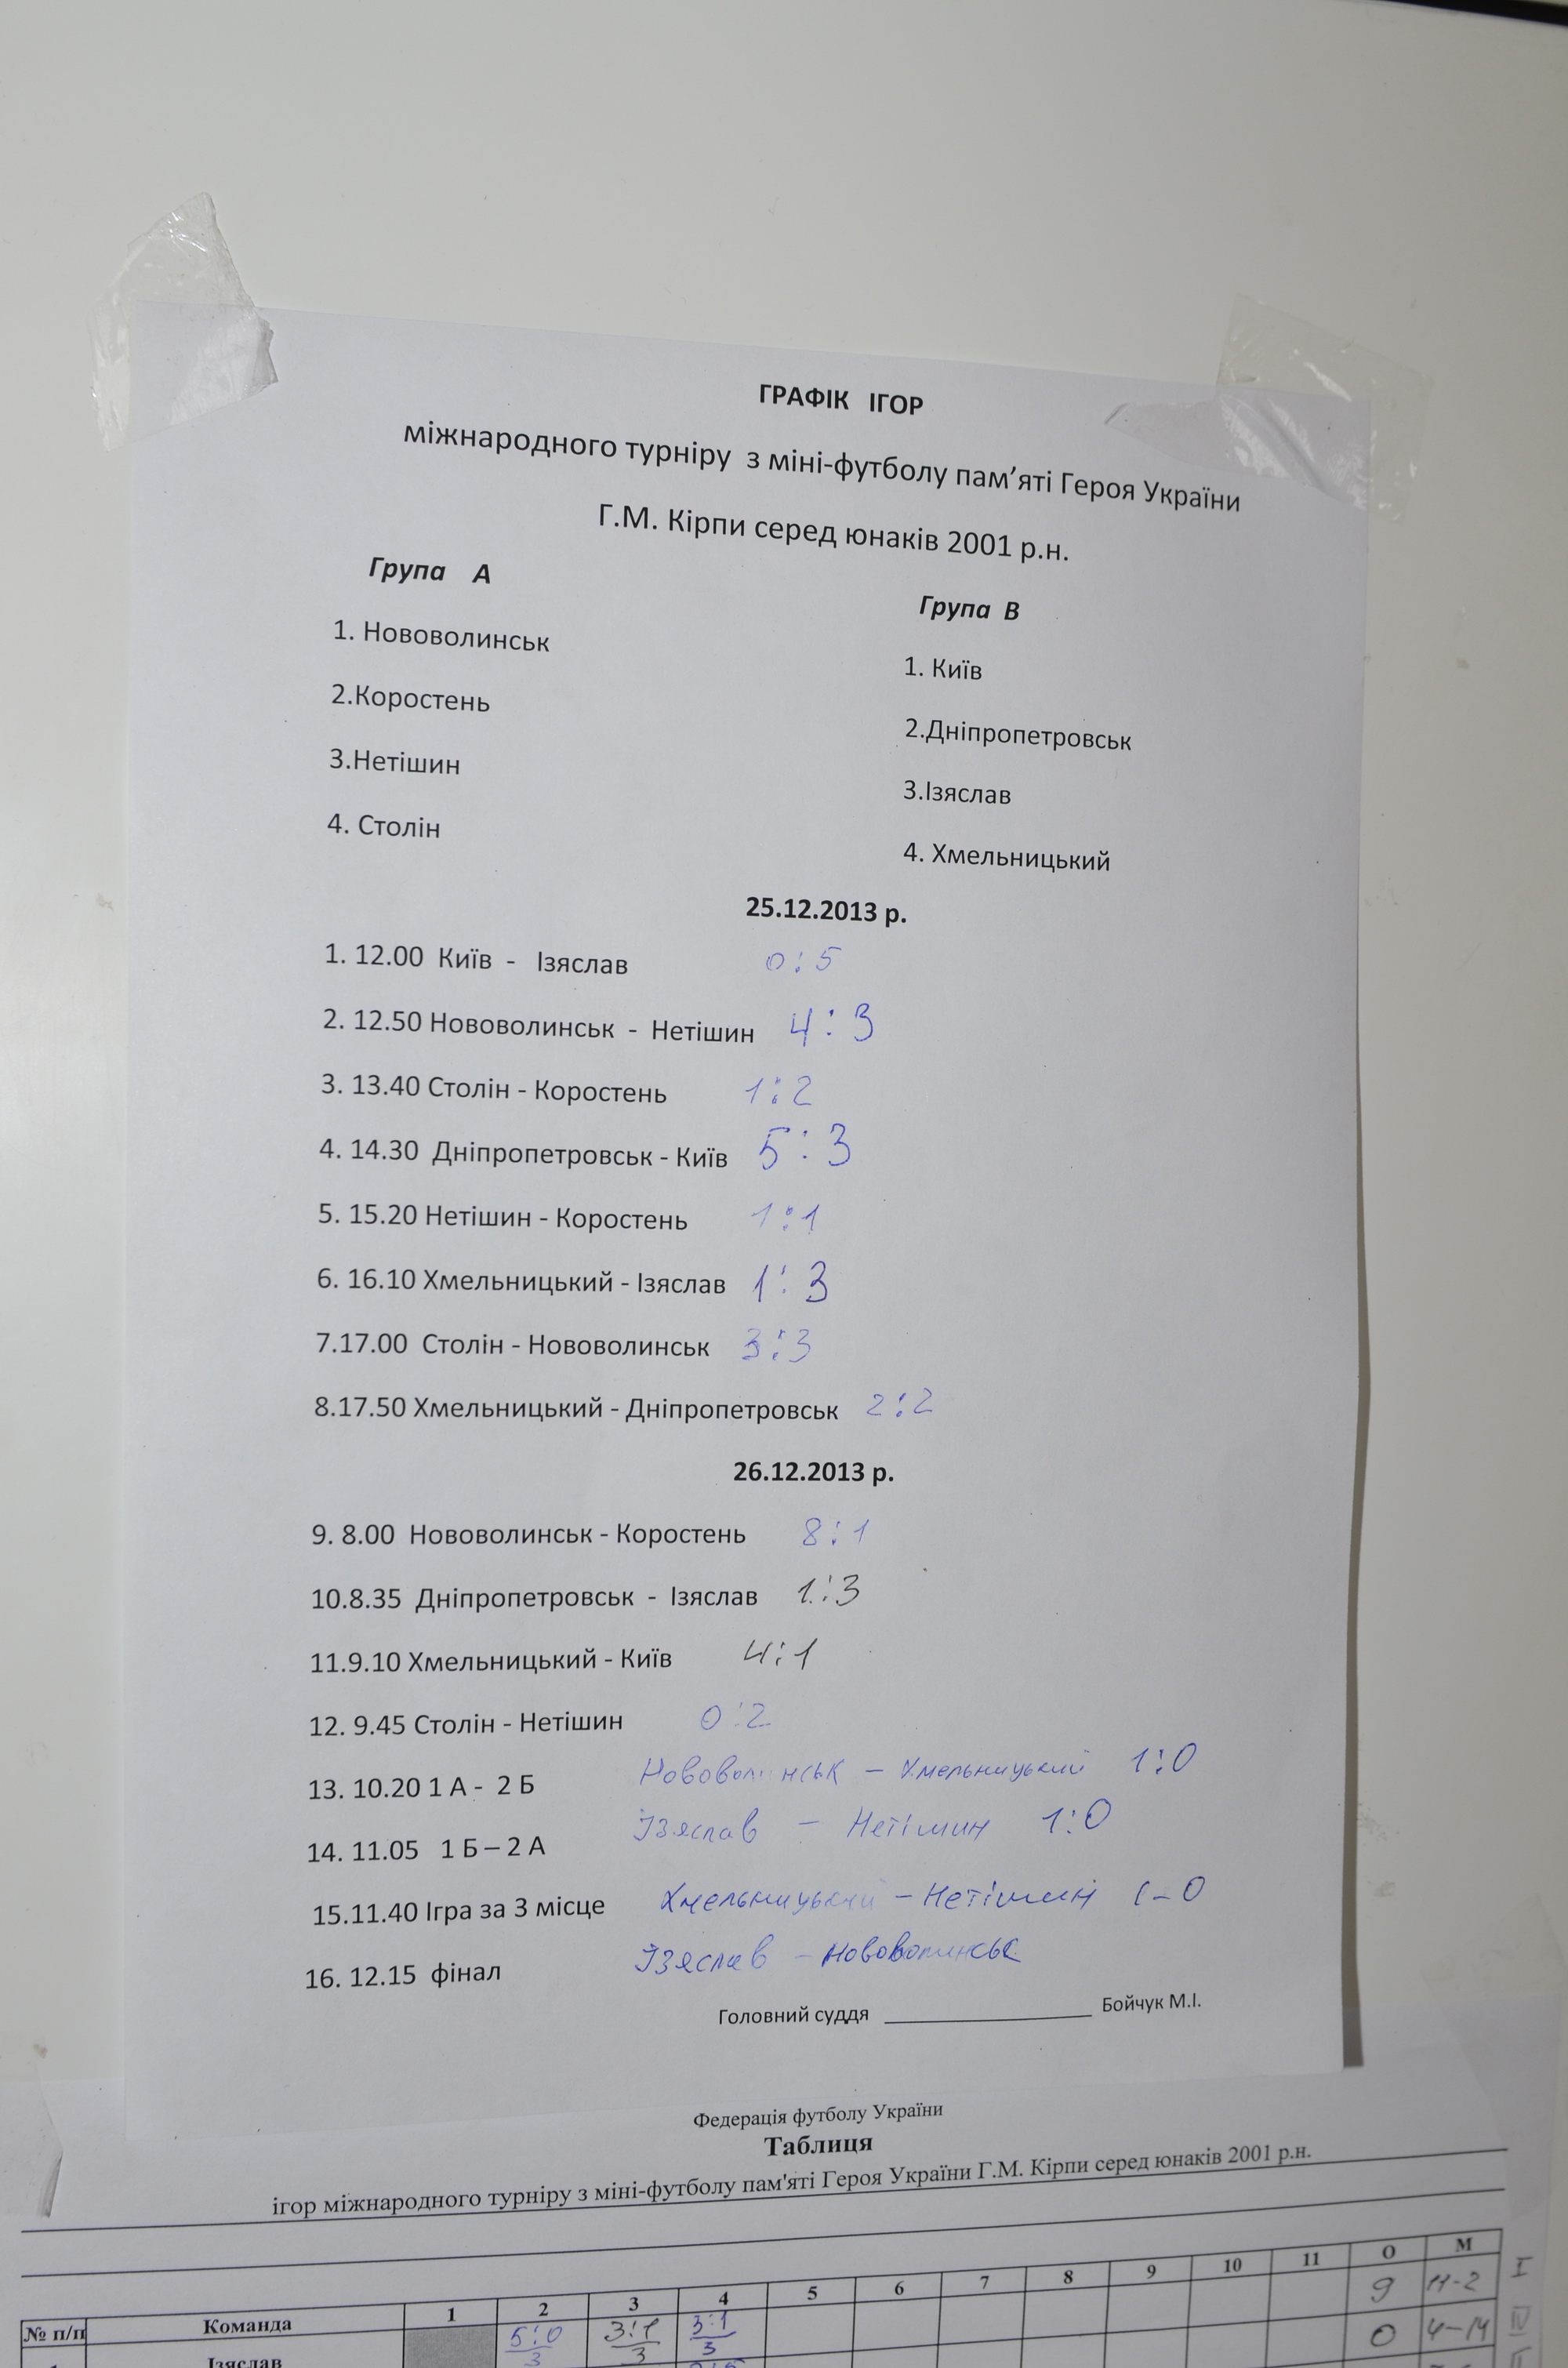 ГРАФІК ІГОР
міжнародного турніру з міні-футболу пам’яті Героя України
Г.М. Кірпи серед юнаків 2001 р.н.
Група А
Група В
1. Нововолинськ
1. Київ
2.Коростень
2.Дніпропетровськ
3.Нетішин
3.Ізяслав
4. Столін
4. Хмельницький
25.12.2013 р.
1. 12.00 Київ - Ізяслав 0:5
2. 12.50 Нововолинськ - Нетішин 4:3
3. 13.40 Столін - Коростень 1:2
4. 14.30 Дніпропетровськ - Київ 5:3
5. 15.20 Нетішин - Коростень 1:1
6. 16.10 Хмельницький - Ізяслав 1:3
7.17.00 Столін - Нововолинськ 3:3
8.17.50 Хмельницький - Дніпропетровськ 2:2
26.12.2013 р.
9. 8.00 Нововолинськ - Коростень 8:1
10.8.35 Дніпропетровськ - Ізяслав 1:3
11.9.10 Хмельницький - Київ 4:1
12. 9.45 Столін - Нетішин 0:2
13. 10.20 1 А - 2 Б Нововолинськ - Хмельницький 1:0
14. 11.05 1 Б – 2 А Ізяслав - Нетішин 1:0
15.11.40 Ігра за 3 місце Хмельницький - Нетішин 1-0
16. 12.15 фінал Ізяслав - Нововолинськ
Головний суддя Бойчук М.І.
Федерація футболу України
Таблиця
ігор міжнародного турніру з міні-футболу пам'яті Героя України Г.М. Кірпи серед юнаків 2001 р.н.
№ п/п Команда 1 2 3 4 5 6 7 8 9 10 11 О М
Ізяслав 5:0 3:1 3:1 9 11-2 I
3 3 3
0 4-14 IV